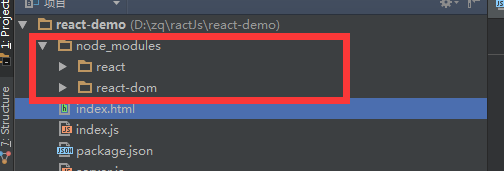 项目
1: Project
react-demo (D:\zq\ractJs\react-demo)
node_modules
react
react-dom
index.html
index.js
package.json
7: Structure